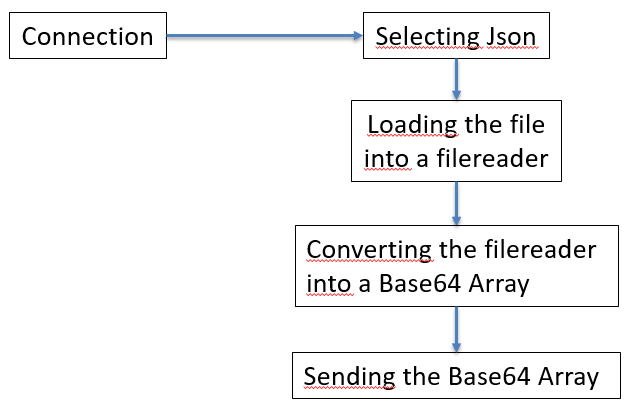 Connection
Selecting Json
Loading the file
into a filereader
Converting the filereader
into a Base64 Array
Sending the Base64 Array